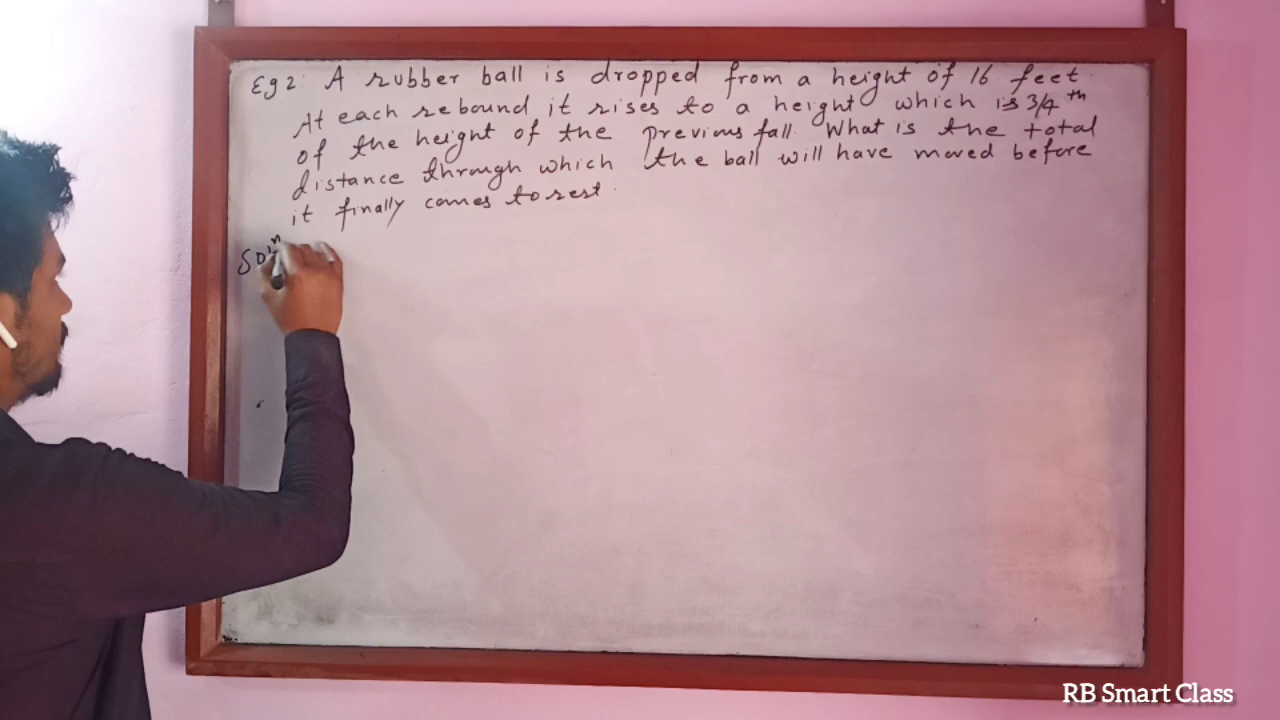 Eg 2: A rubber ball is dropped from a height of 16 feet.
At each rebound it rises to a height which is 3/4 th
of the height of the previous fall. What is the total
distance through which the ball will have moved before
it finally comes to rest.
Soln
RB Smart Class